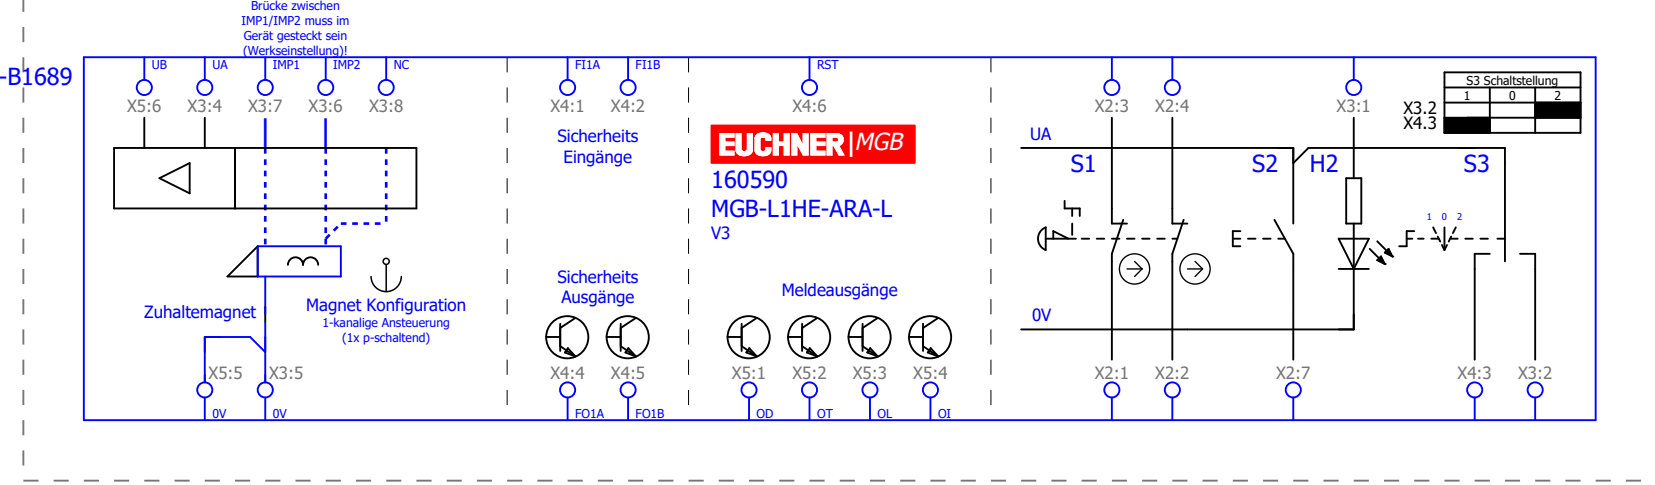 Brücke zwischen
IMP1/IMP2 muss im
Gerät gesteckt sein
(Werkseinstellung)!
-B1689
UB UA IMP1 IMP2 NC FI1A FI1B RST
X5:6 X3:4 X3:7 X3:6 X3:8 X4:1 X4:2 X4:6 X2:3 X2:4 X3:1
S3 Schaltstellung
1 0 2
X3.2
X4.3
Sicherheits
Eingänge
EUCHNER MGB
160590
MGB-L1HE-ARA-L
V3
UA
S1 S2 H2 S3
1 0 2
Zuhaltemagnet
Magnet Konfiguration
1-kanalige Ansteuerung
(1x p-schaltend)
Sicherheits
Ausgänge
Meldeausgänge
0V
X5:5 X3:5 X4:4 X4:5 X5:1 X5:2 X5:3 X5:4 X2:1 X2:2 X2:7 X4:3 X3:2
0V 0V FO1A FO1B OD OT OL OI